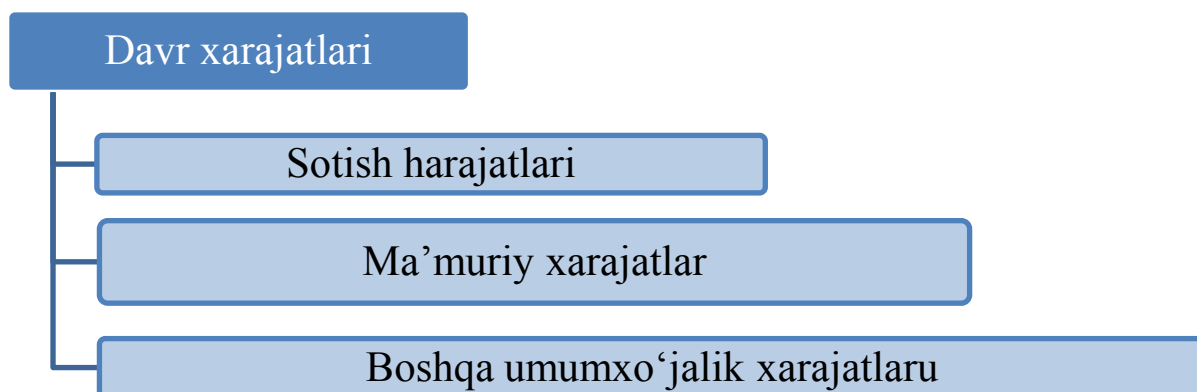 Davr xarajatlari
Sotish harajatlari
Ma’muriy xarajatlar
Boshqa umumxo‘jalik xarajatlaru